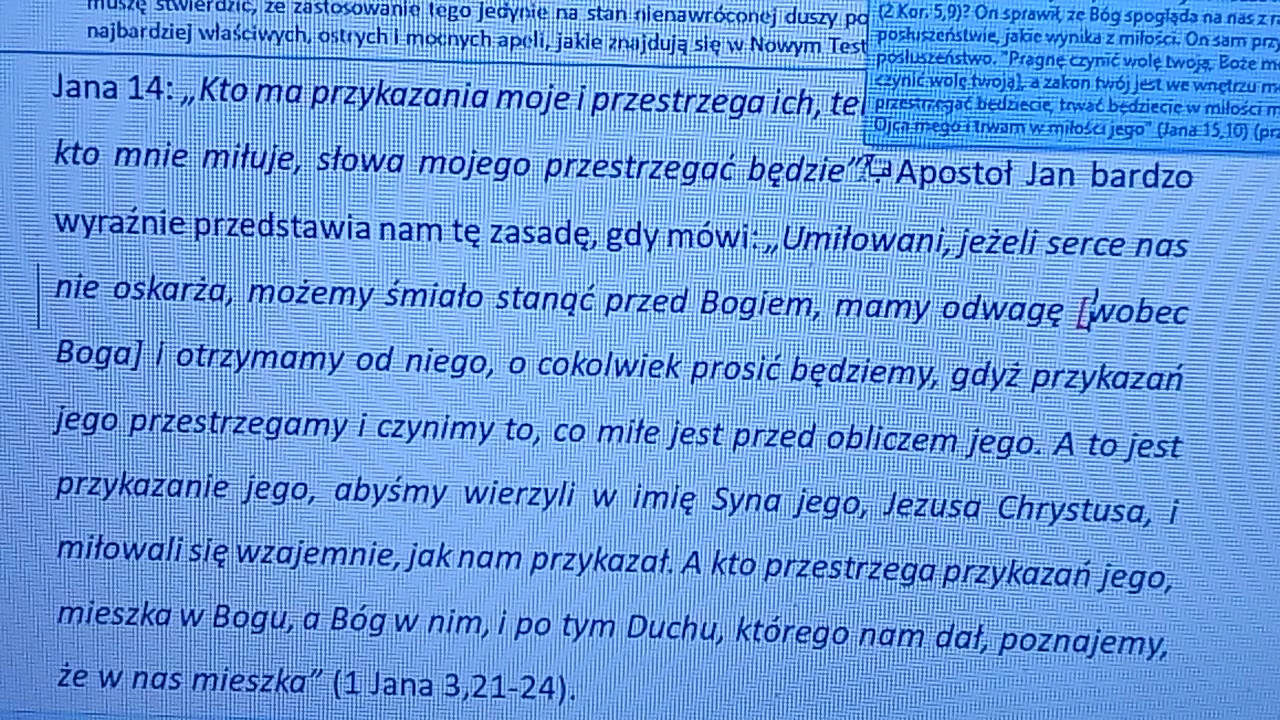 muszę stwierdzić, że zastosowanie tego jedynie na stan nienawróconej duszy po
najbardziej właściwych, ostrych i mocnych apeli, jakie znajdują się w Nowym Test
(2 Kor. 5,9)? On sprawił, że Bóg spogląda na nas z
posłuszeństwie, jakie wynika z miłości. On sam
posłuszeństwo. "Pragnę czynić wolę twoją, Boże
czynić wolę twoją], a zakon twój jest we wnętrzu
przestrzegać będziecie, trwać będziecie w miłości
Ojca mego i trwam w miłości jego" (Jana 15,10)
Jana 14: „Kto ma przykazania moje i przestrzega ich, te
kto mnie miłuje, słowa mojego przestrzegać będzie”. Apostoł Jan bardzo
wyraźnie przedstawia nam tę zasadę, gdy mówi: „Umiłowani, jeżeli serce nas
nie oskarża, możemy śmiało stanąć przed Bogiem, mamy odwagę [wobec
Boga] i otrzymamy od niego, o cokolwiek prosić będziemy, gdyż przykazań
jego przestrzegamy i czynimy to, co miłe jest przed obliczem jego. A to jest
przykazanie jego, abyśmy wierzyli w imię Syna jego, Jezusa Chrystusa, i
miłowali się wzajemnie, jak nam przykazał. A kto przestrzega przykazań jego,
mieszka w Bogu, a Bóg w nim, i po tym Duchu, którego nam dał, poznajemy,
że w nas mieszka” (1 Jana 3,21-24).